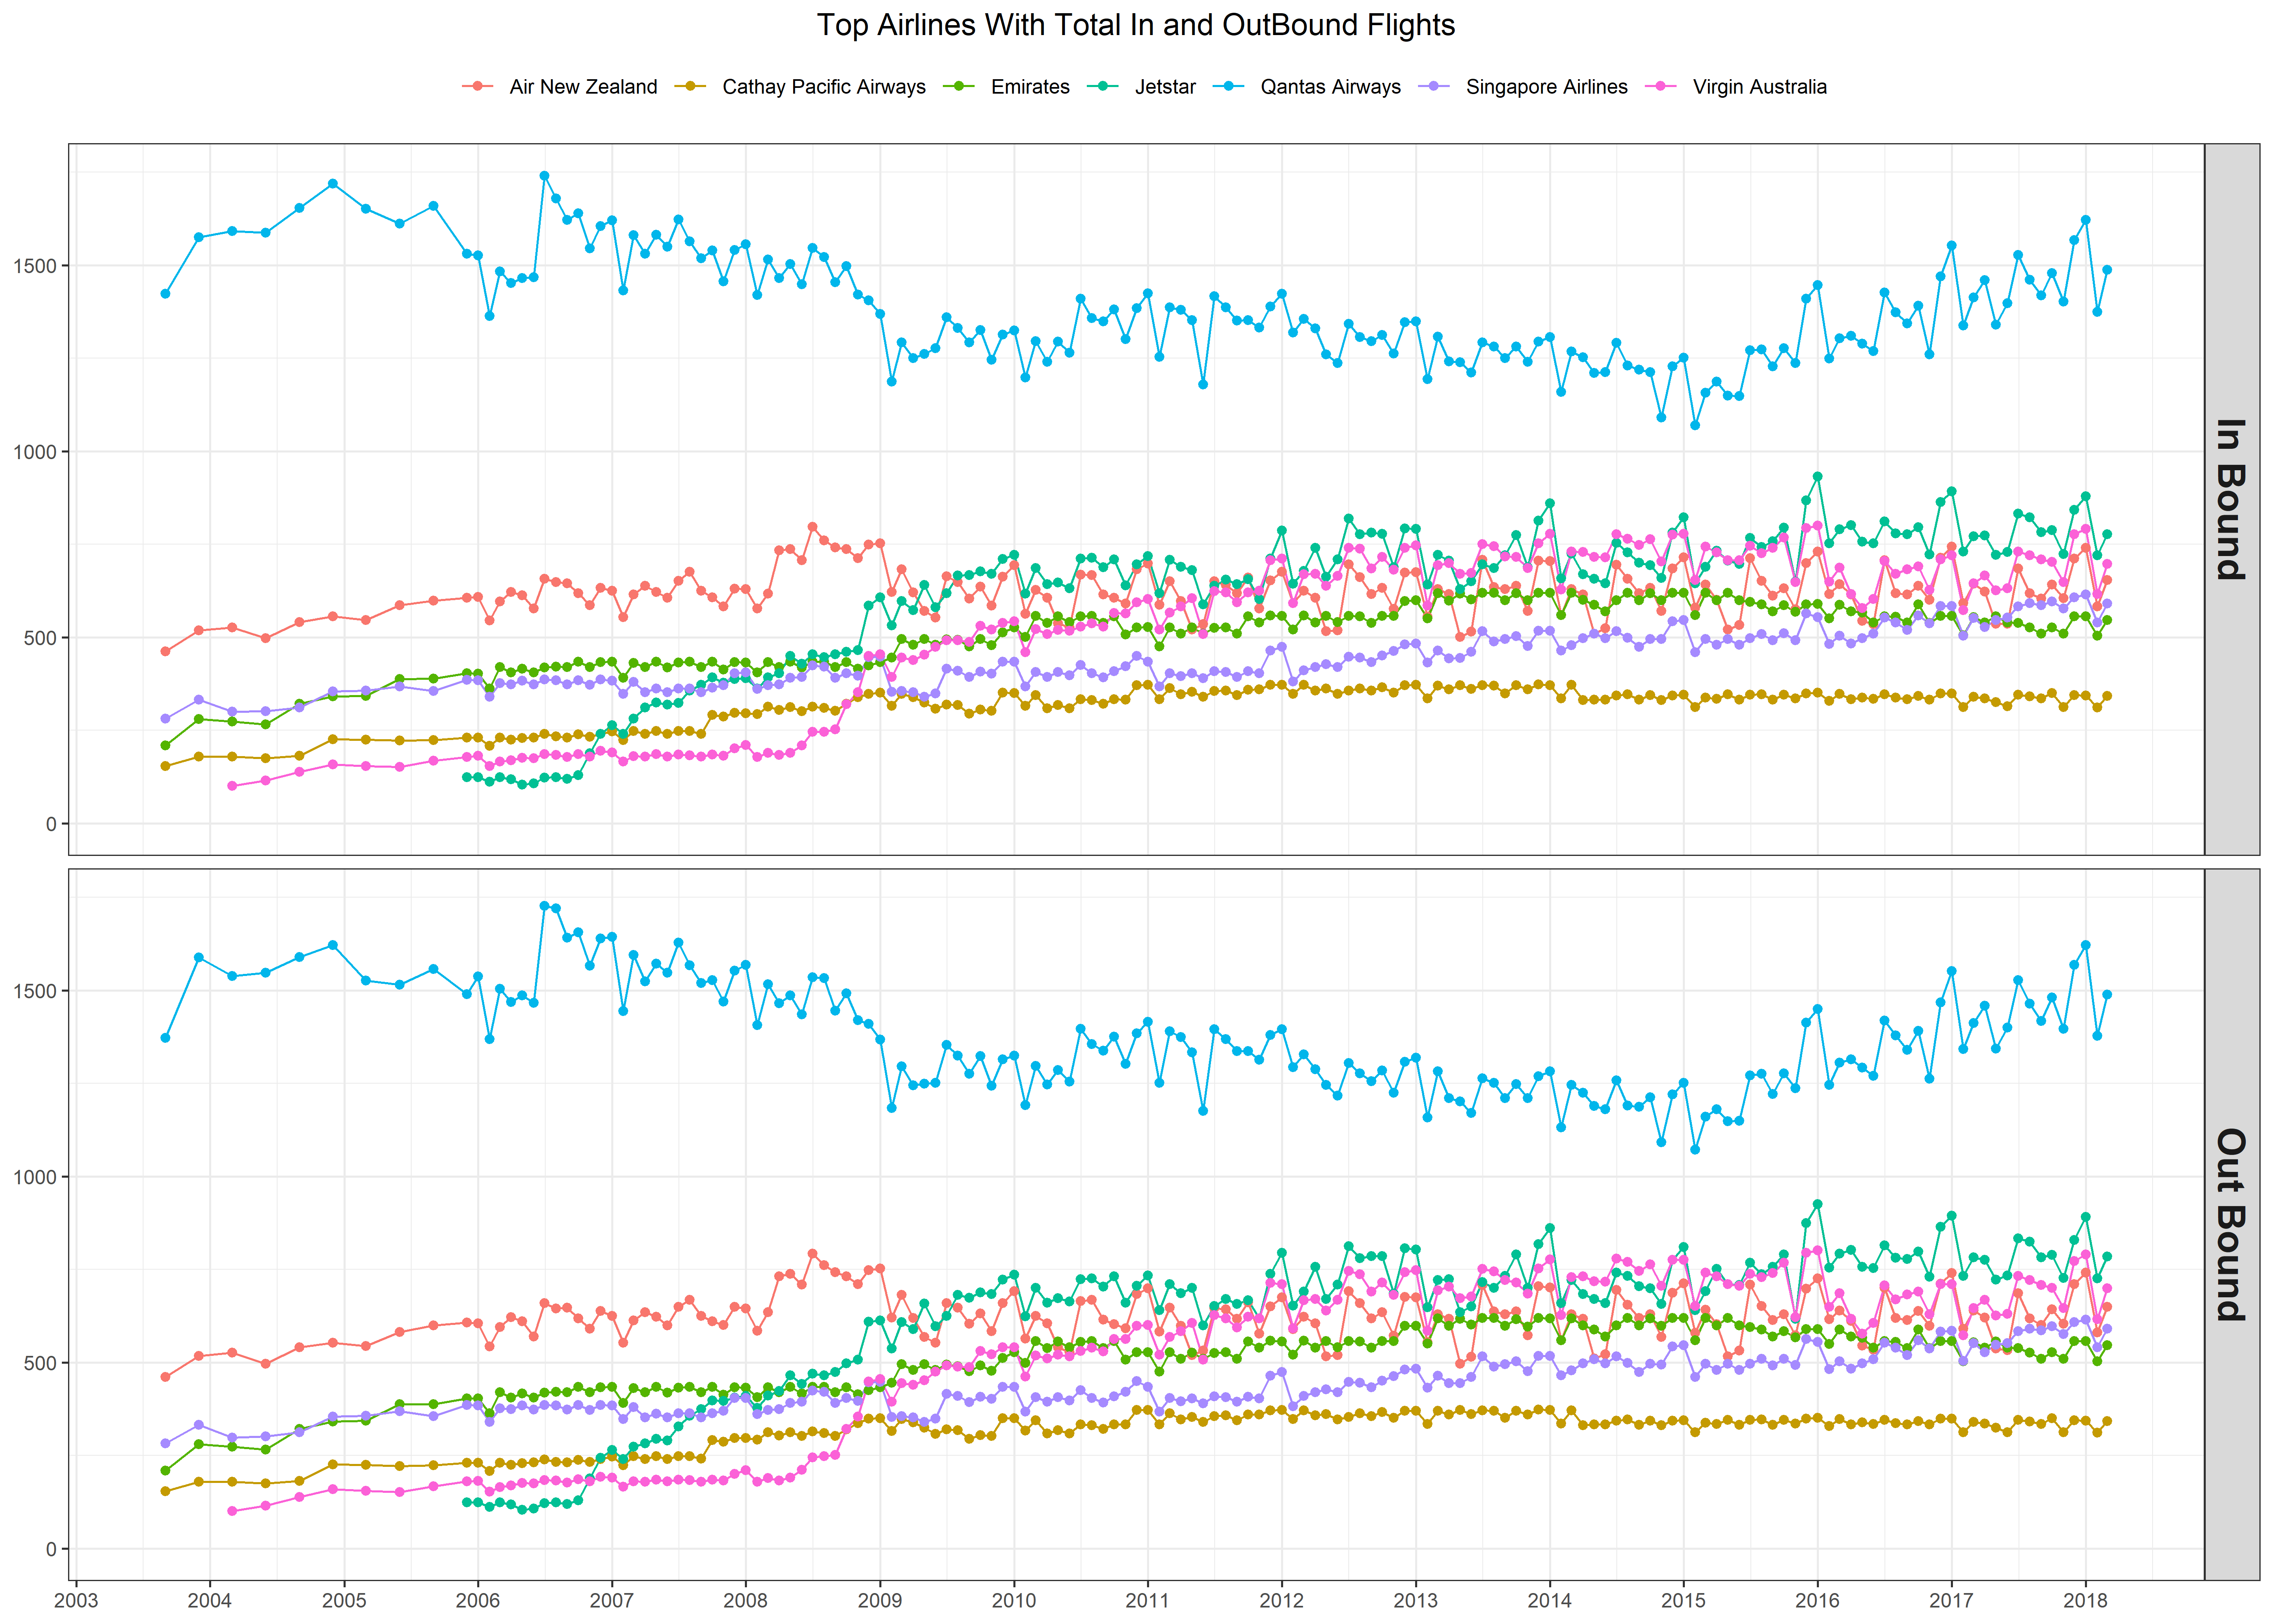 Top Airlines With Total In and OutBound Flights
Air New Zealand Cathay Pacific Airways Emirates Jetstar Qantas Airways Singapore Airlines Virgin Australia
1500
1000
500
0
In Bound
1500
1000
500
0
Out Bound
2003 2004 2005 2006 2007 2008 2009 2010 2011 2012 2013 2014 2015 2016 2017 2018